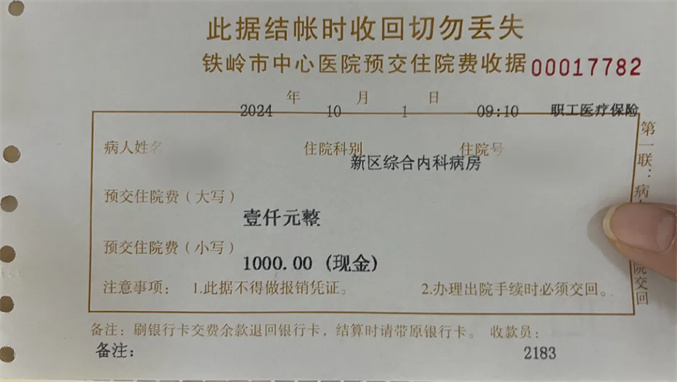 此据结帐时收回切勿丢失
铁岭市中心医院预交住院费收据 00017782
年 月 日
2024 10 1 09:10 职工医疗保险
病人姓名 住院科别 住院号
新区综合内科病房
预交住院费(大写)
壹仟元整
预交住院费(小写)
1000.00 (现金)
注意事项: 1.此据不得做报销凭证。 2.办理出院手续时必须交回。
备注:刷银行卡交费余款退回银行卡,结算时请带原银行卡。 收款员:
备注: 2183
第一联:病
院交回